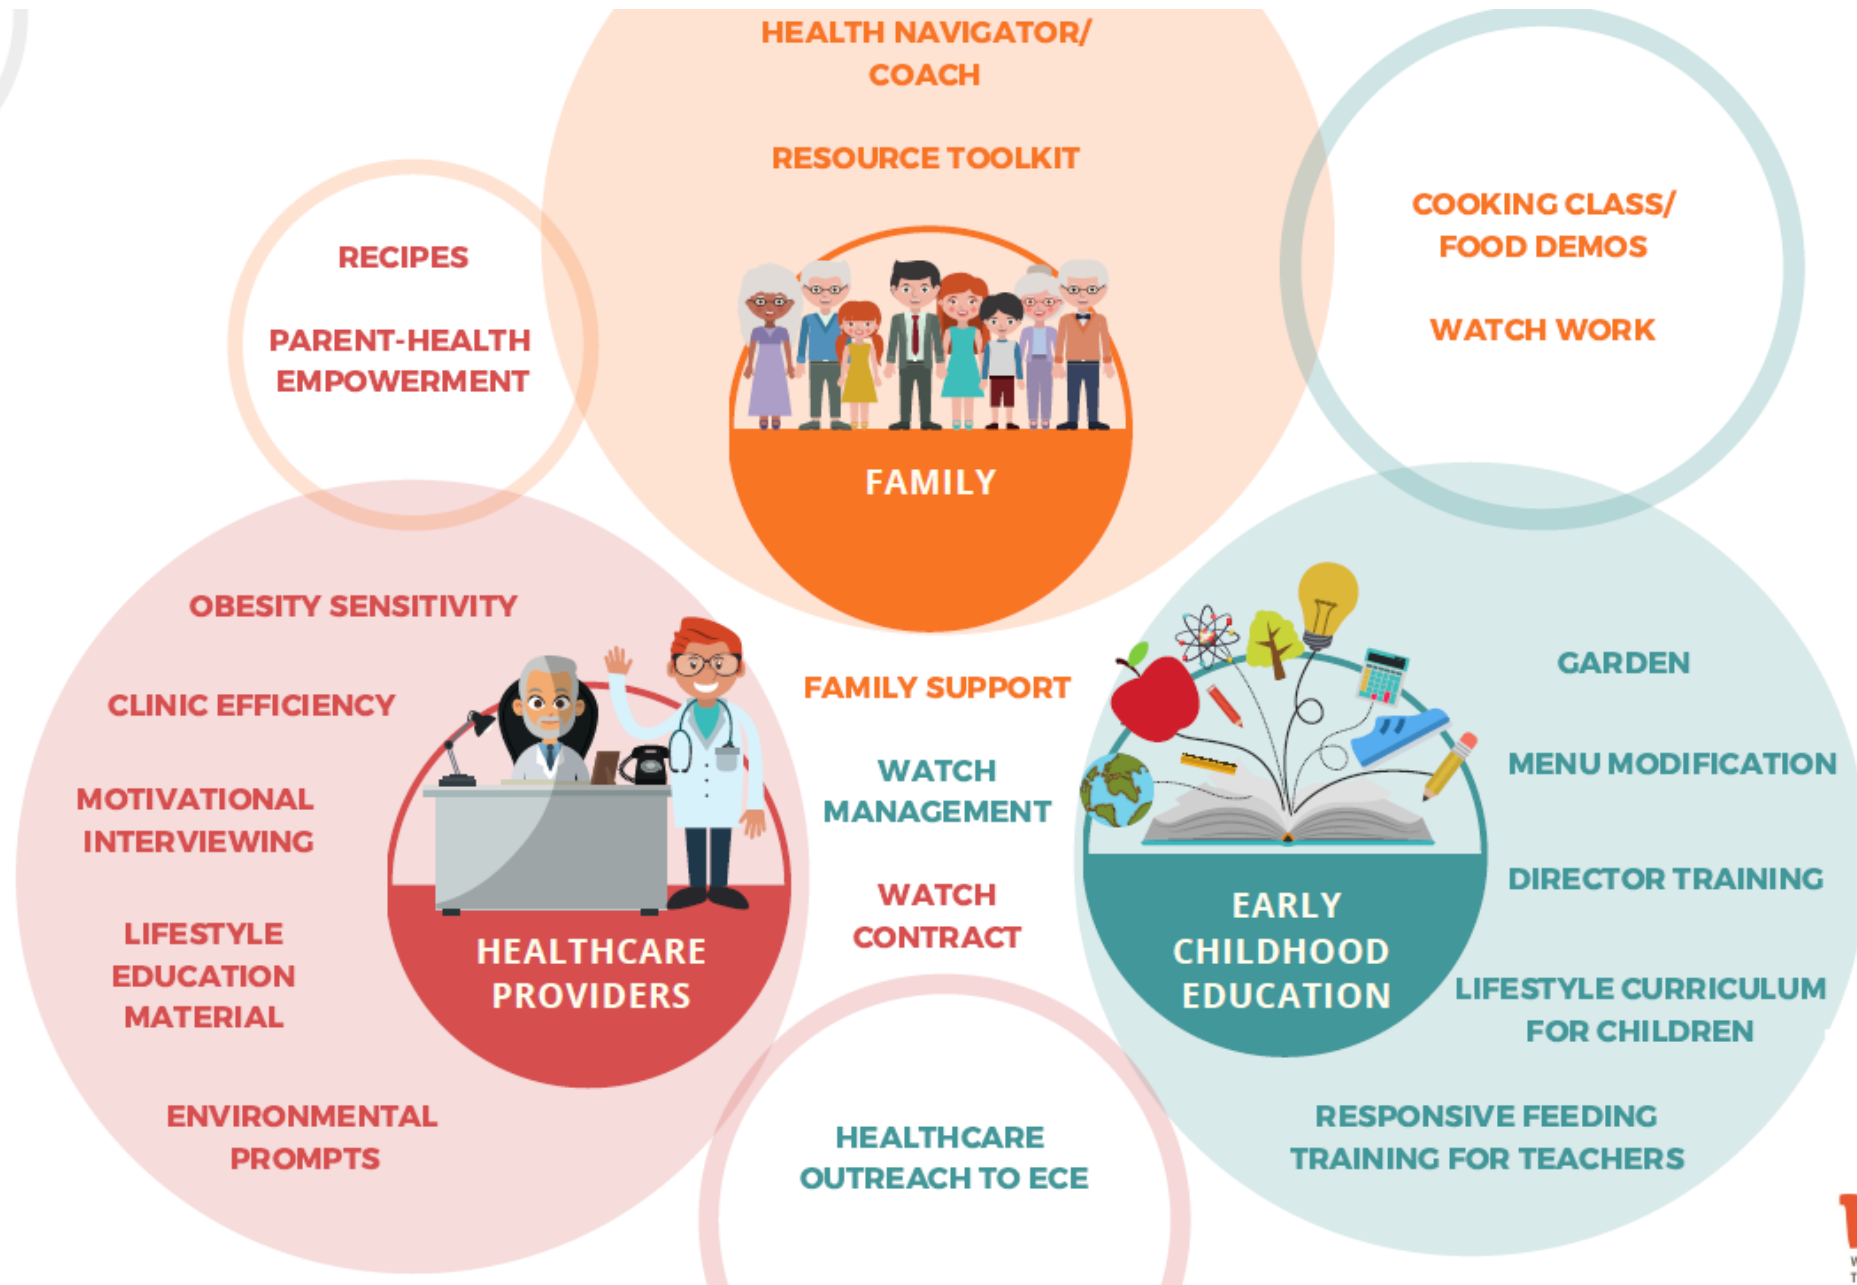 HEALTH NAVIGATOR/
COACH
RESOURCE TOOLKIT
RECIPES
PARENT-HEALTH
EMPOWERMENT
COOKING CLASS/
FOOD DEMOS
WATCH WORK
FAMILY
OBESITY SENSITIVITY
CLINIC EFFICIENCY
MOTIVATIONAL
INTERVIEWING
LIFESTYLE
EDUCATION
MATERIAL
ENVIRONMENTAL
PROMPTS
HEALTHCARE
PROVIDERS
FAMILY SUPPORT
WATCH
MANAGEMENT
WATCH
CONTRACT
HEALTHCARE
OUTREACH TO ECE
EARLY
CHILDHOOD
EDUCATION
GARDEN
MENU MODIFICATION
DIRECTOR TRAINING
LIFESTYLE CURRICULUM
FOR CHILDREN
RESPONSIVE FEEDING
TRAINING FOR TEACHERS